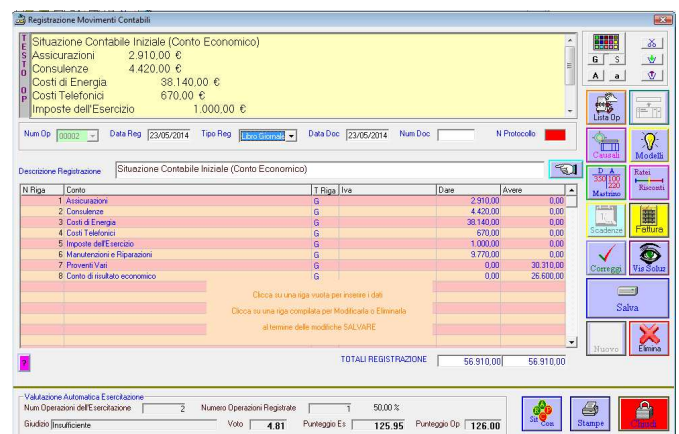 Registrazione Movimenti Contabili
TESTO OP
Situazione Contabile Iniziale (Conto Economico)
Assicurazioni 2.910,00 €
Consulenze 4.420,00 €
Costi di Energia 38.140,00 €
Costi Telefonici 670,00 €
Imposte dell'Esercizio 1.000,00 €
G S
A a
Lista Op
Num Op 00002 Data Reg 23/05/2014 Tipo Reg Libro Giornale Data Doc 23/05/2014 Num Doc N Protocollo
Causali Modelli
Descrizione Registrazione Situazione Contabile Iniziale (Conto Economico)
D A
350 100
220
Mastrino
Ratei
Risconti
N Riga Conto T Riga Iva Dare Avere
1 Assicurazioni G 2.910,00 0,00
2 Consulenze G 4.420,00 0,00
3 Costi di Energia G 38.140,00 0,00
4 Costi Telefonici G 670,00 0,00
5 Imposte dell'Esercizio G 1.000,00 0,00
6 Manutenzioni e Riparazioni G 9.770,00 0,00
7 Proventi Vari G 0,00 30.310,00
8 Conto di risultato economico G 0,00 26.600,00
Scadenze Fattura
Correggi Vis Soluz
Clicca su una riga vuota per inserire i dati
Clicca su una riga compilata per Modificarla o Eliminarla
al termine delle modifiche SALVARE
Salva
Nuovo Elimina
? TOTALI REGISTRAZIONE 56.910,00 56.910,00
Valutazione Automatica Esercitazione
Num Operazioni dell'Esercitazione 2 Numero Operazioni Registrate 1 50,00 %
Giudizio Insufficiente Voto 4.81 Punteggio Es 125.95 Punteggio Op 126.00
Sit Con Stampe Chiudi